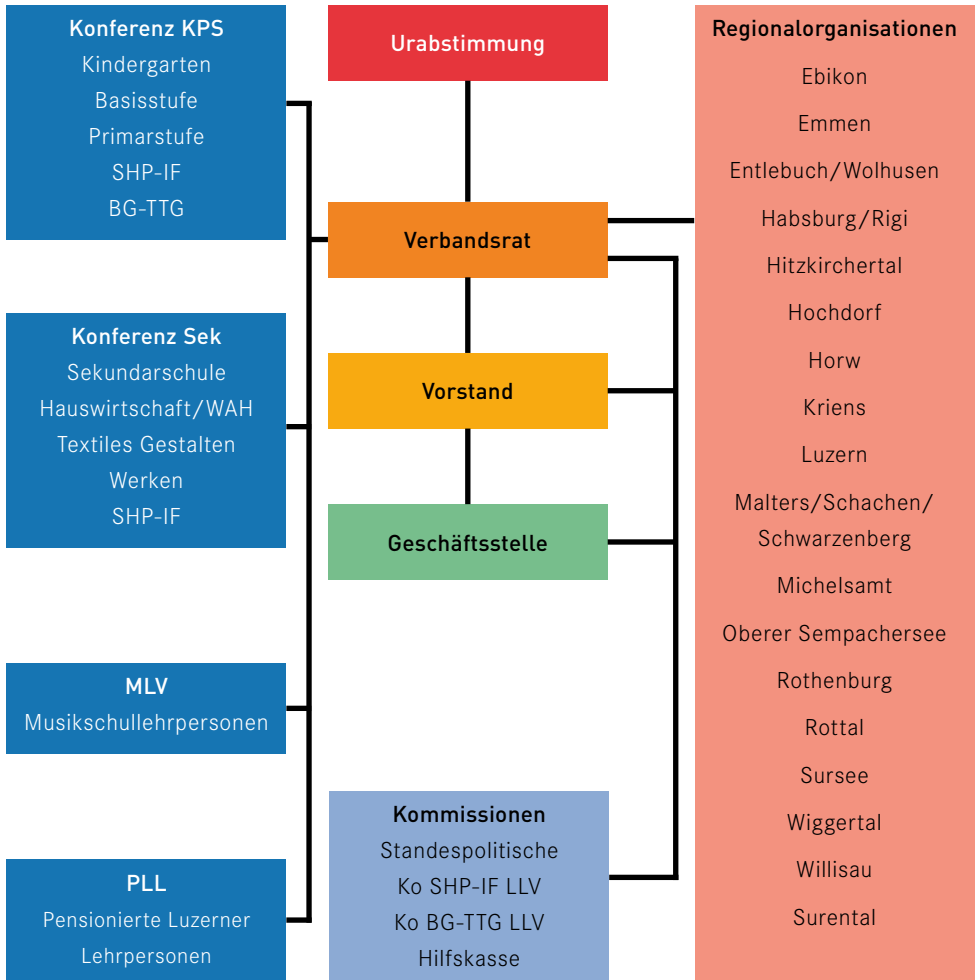 Konferenz KPS
Kindergarten
Basisstufe
Primarstufe
SHP-IF
BG-TTG
Konferenz Sek
Sekundarschule
Hauswirtschaft/WAH
Textiles Gestalten
Werken
SHP-IF
MLV
Musikschullehrpersonen
PLL
Pensionierte Luzerner
Lehrpersonen
Urabstimmung
Verbandsrat
Vorstand
Geschäftsstelle
Kommissionen
Standespolitische
Ko SHP-IF LLV
Ko BG-TTG LLV
Hilfskasse
Regionalorganisationen
Ebikon
Emmen
Entlebuch/Wolhusen
Habsburg/Rigi
Hitzkirchertal
Hochdorf
Horw
Kriens
Luzern
Malters/Schachen/
Schwarzenberg
Michelsamt
Oberer Sempachersee
Rothenburg
Rottal
Sursee
Wiggertal
Willisau
Surental